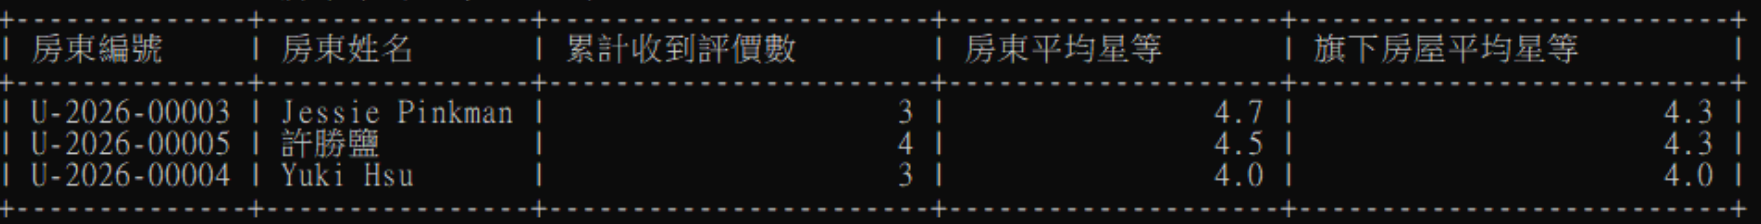 房東編號 | 房東姓名 | 累計收到評價數 | 房東平均星等 | 旗下房屋平均星等
U-2026-00003 | Jessie Pinkman | 3 | 4.7 | 4.3
U-2026-00005 | 許勝鹽 | 4 | 4.5 | 4.3
U-2026-00004 | Yuki Hsu | 3 | 4.0 | 4.0